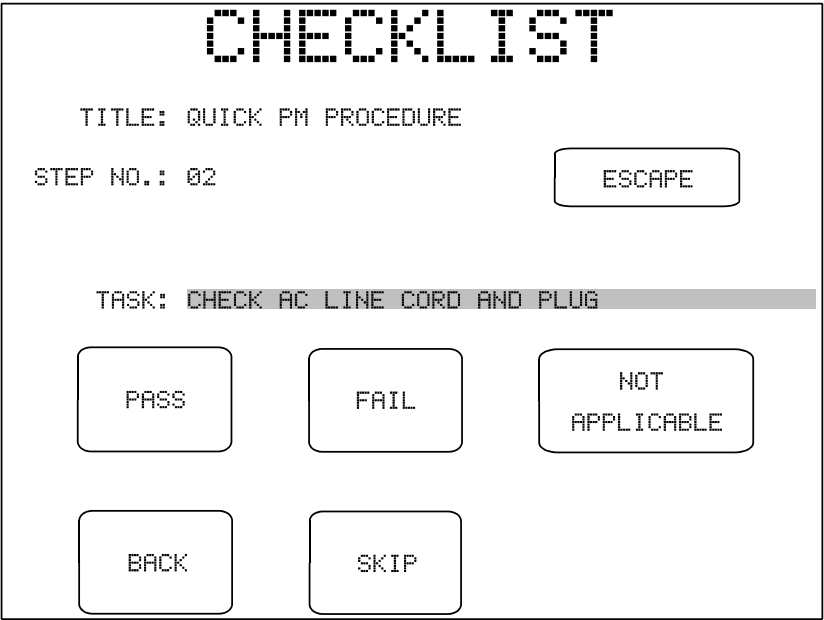 CHECKLIST
TITLE: QUICK PM PROCEDURE
STEP NO.: 02
ESCAPE
TASK: CHECK AC LINE CORD AND PLUG
PASS
FAIL
NOT
APPLICABLE
BACK
SKIP